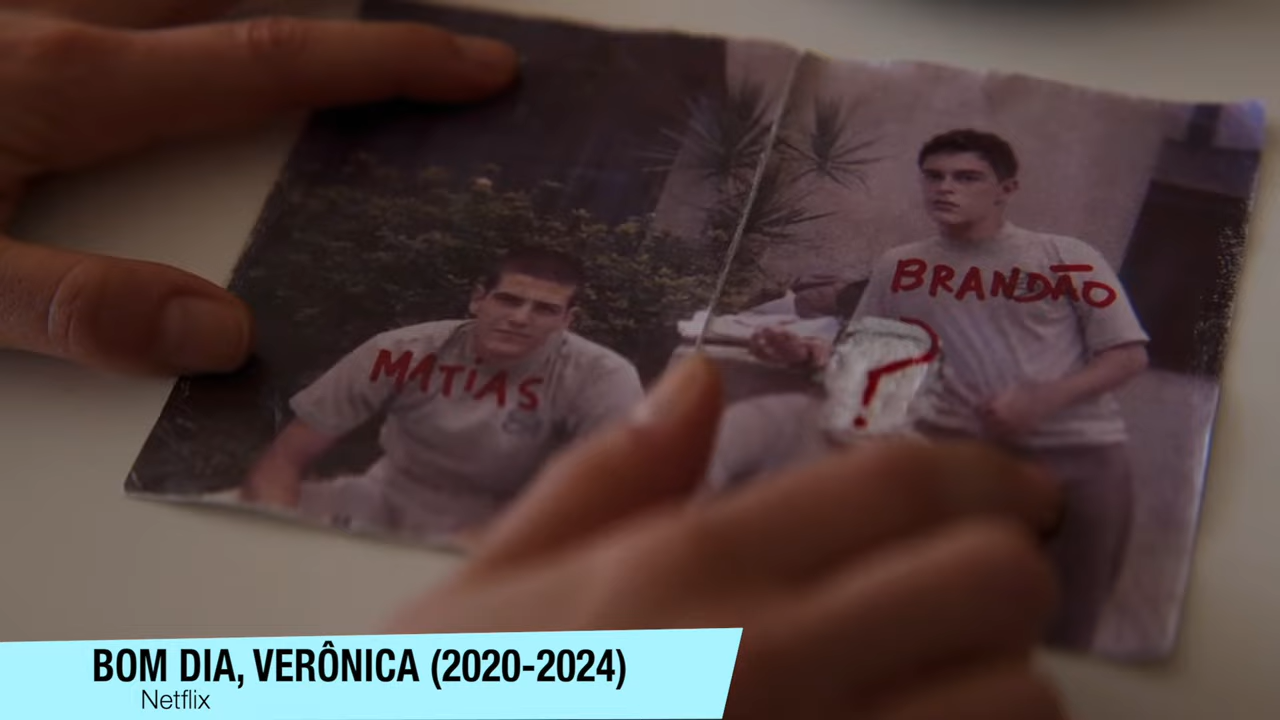 BRANDÃO
MATIAS
?
BOM DIA, VERÔNICA (2020-2024)
Netflix